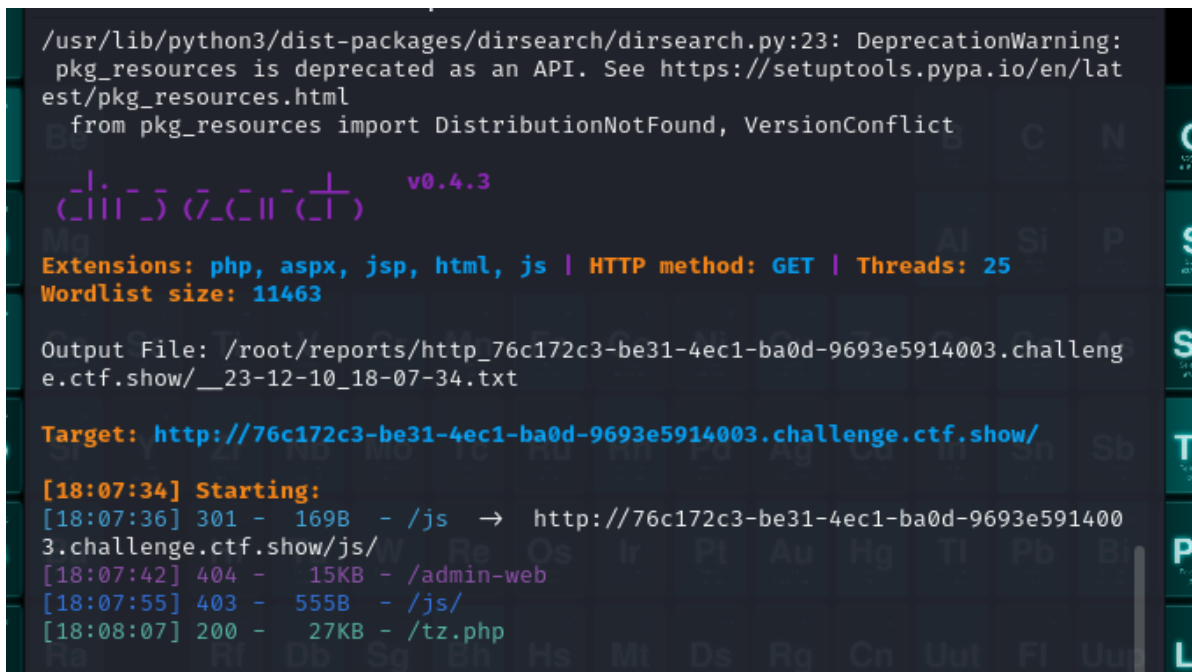 /usr/lib/python3/dist-packages/dirsearch/dirsearch.py:23: DeprecationWarning:
 pkg_resources is deprecated as an API. See https://setuptools.pypa.io/en/lat
est/pkg_resources.html
  from pkg_resources import DistributionNotFound, VersionConflict
  _|. _ _  _  _  _ _|_    v0.4.3
 (_||| _) (/_(_|| (_| )
Extensions: php, aspx, jsp, html, js | HTTP method: GET | Threads: 25
Wordlist size: 11463
Output File: /root/reports/http_76c172c3-be31-4ec1-ba0d-9693e5914003.challeng
e.ctf.show/__23-12-10_18-07-34.txt
Target: http://76c172c3-be31-4ec1-ba0d-9693e5914003.challenge.ctf.show/
[18:07:34] Starting:
[18:07:36] 301 -  169B  - /js  →  http://76c172c3-be31-4ec1-ba0d-9693e591400
3.challenge.ctf.show/js/
[18:07:42] 404 -   15KB - /admin-web
[18:07:55] 403 -  555B  - /js/
[18:08:07] 200 -   27KB - /tz.php